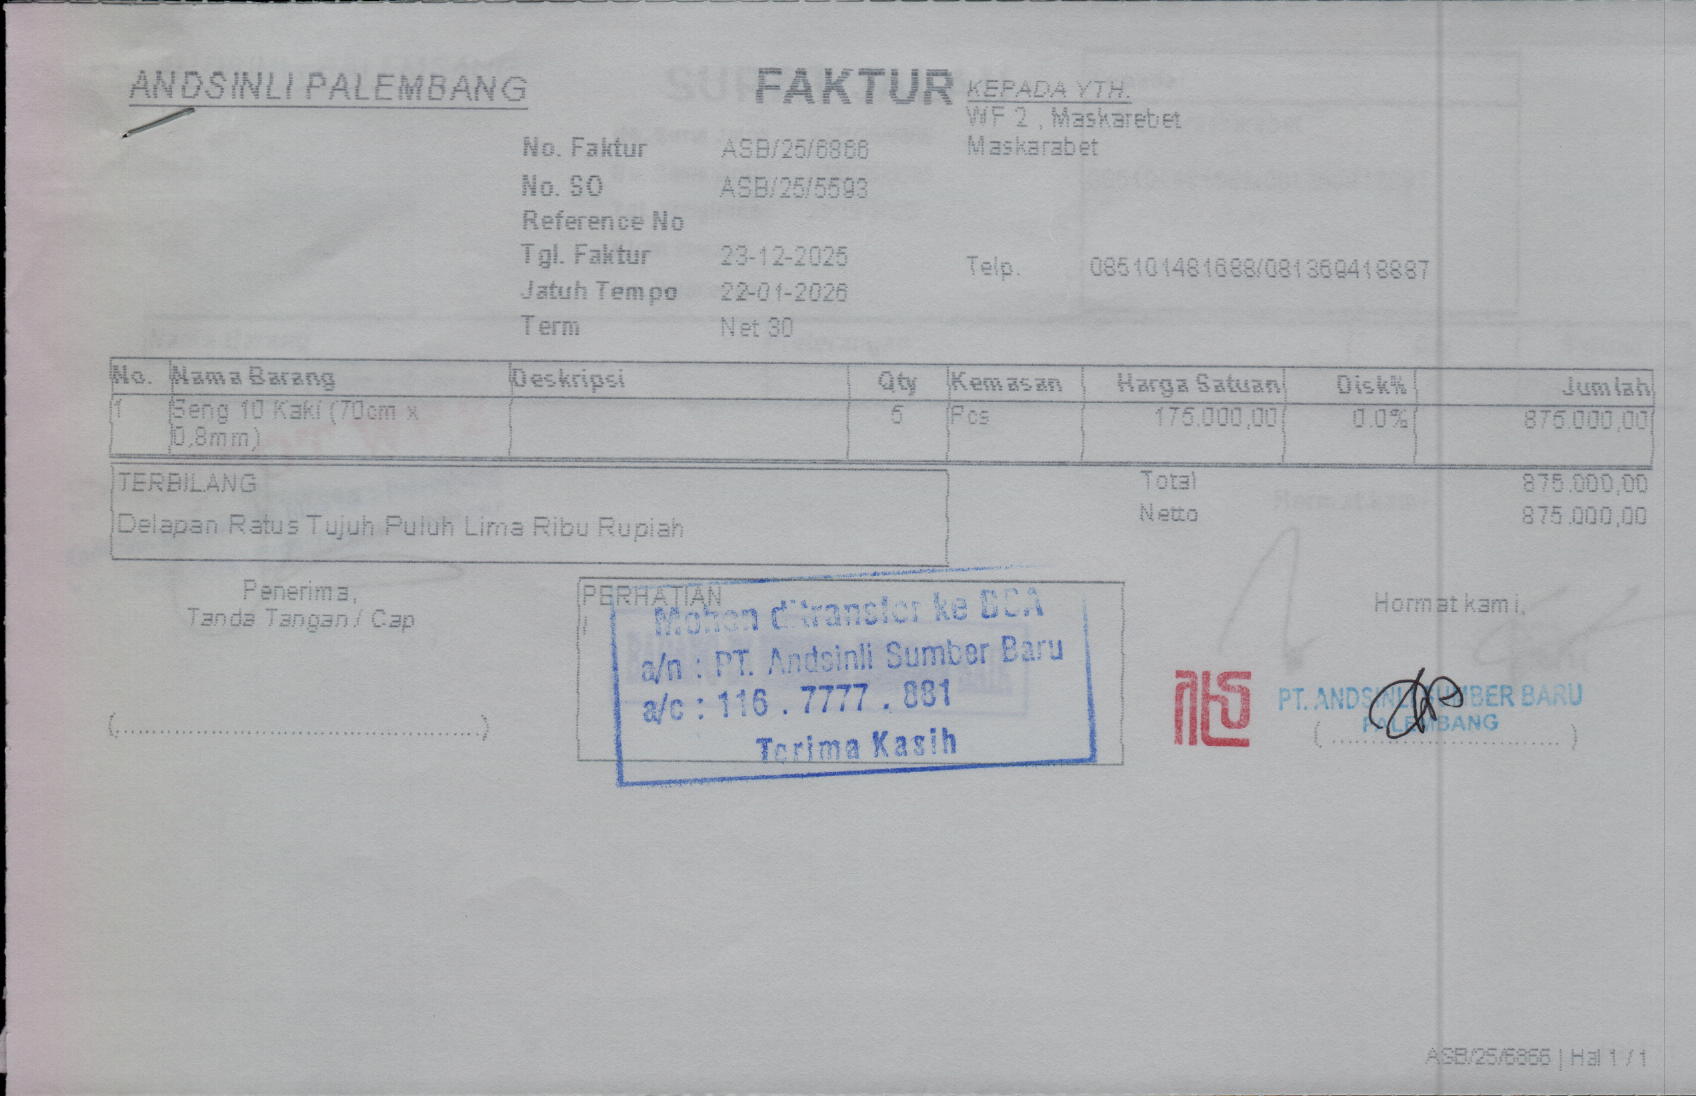 ANDSINLI PALEMBANG
FAKTUR
KEPADA YTH.
WF 2 , Maskarebet
Maskarabet
No. Faktur ASB/25/6866
No. SO ASB/25/5593
Reference No
Tgl. Faktur 23-12-2025
Jatuh Tempo 22-01-2026
Term Net 30
Telp. 085101481688/081369418887
No. Nama Barang Deskripsi Qty Kemasan Harga Satuan Disk% Jumlah
1 Seng 10 Kaki (70cm x 5 Pcs 175.000,00 0.0% 875.000,00
0,8mm)
TERBILANG
Delapan Ratus Tujuh Puluh Lima Ribu Rupiah
Total 875.000,00
Netto 875.000,00
Penerima,
Tanda Tangan / Cap
(................................................)
PERHATIAN
Mohon ditransfer ke BCA
a/n : PT. Andsinli Sumber Baru
a/c : 116 . 7777 . 881
Terima Kasih
Hormat kami,
PT. ANDSINLI SUMBER BARU
PALEMBANG
(..............................)
ASB/25/6866 | Hal 1 / 1